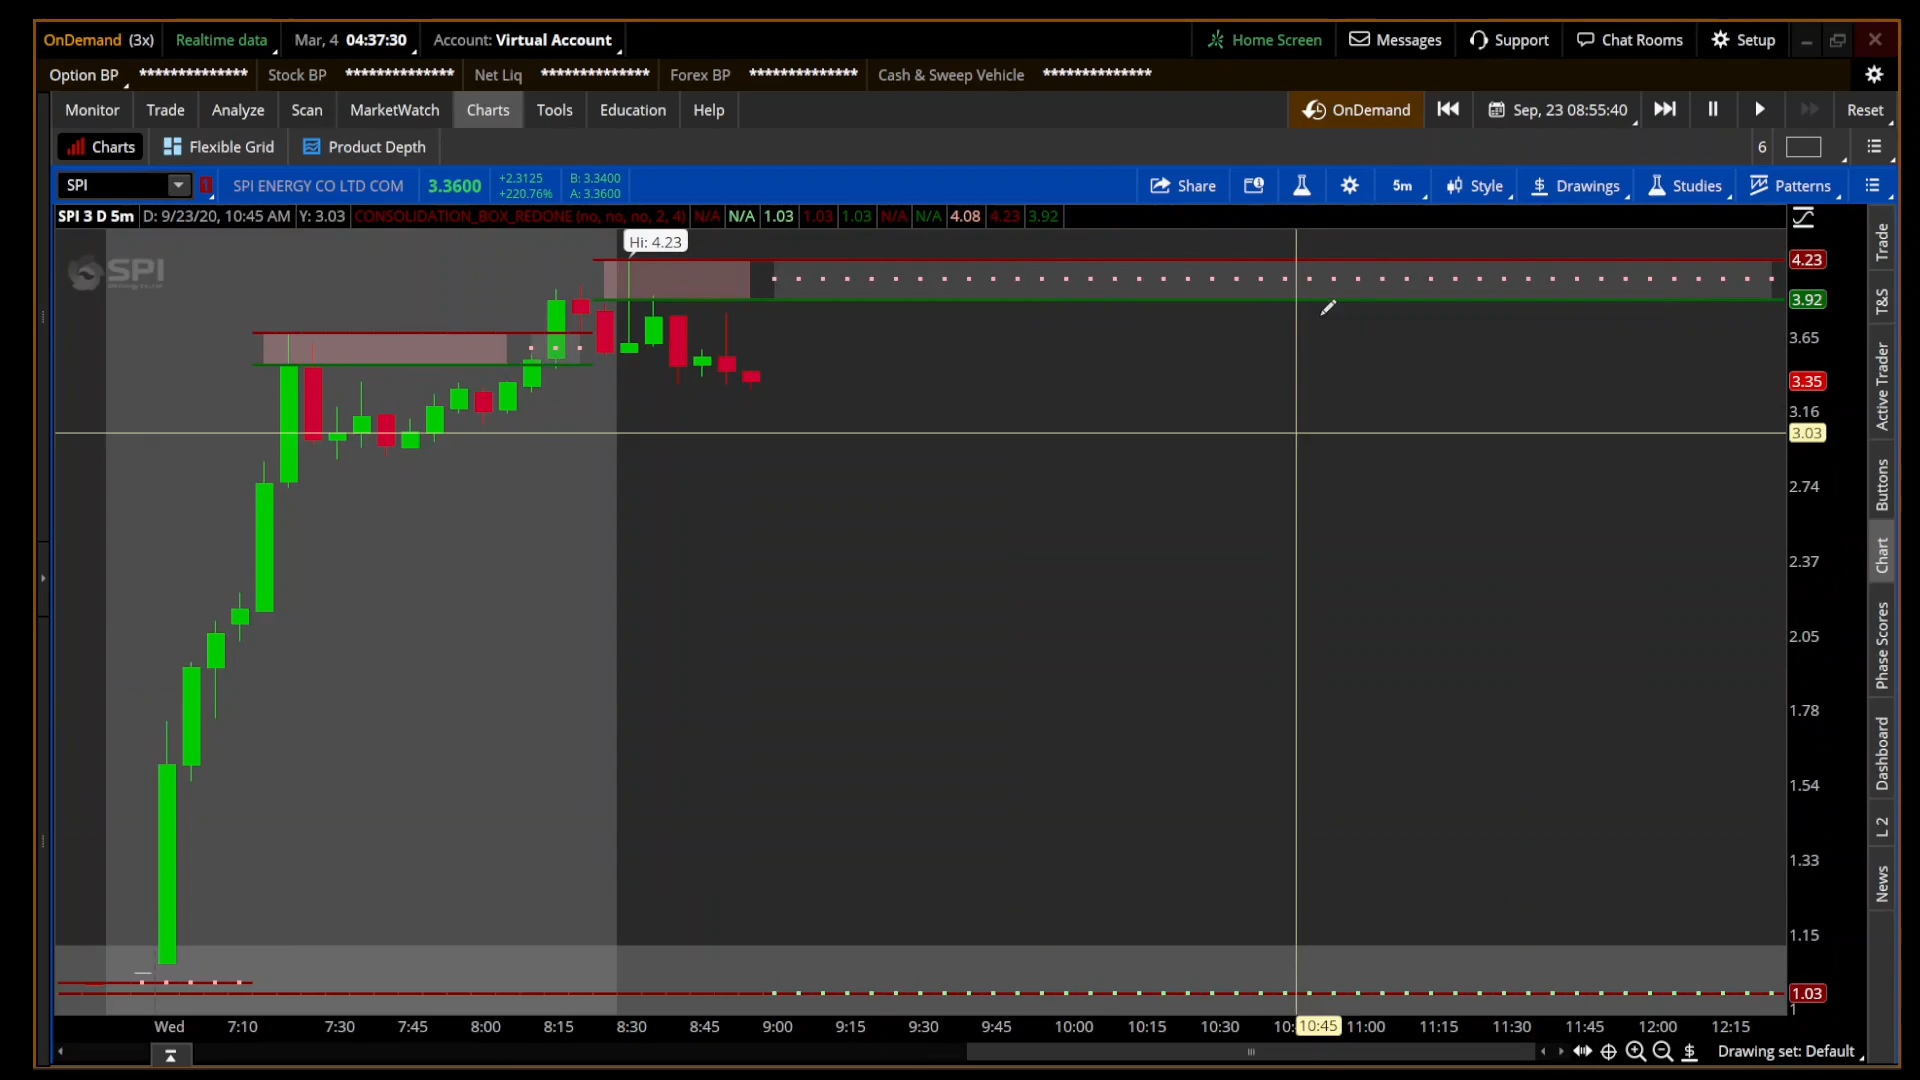 OnDemand (3x) Realtime data Mar, 4 04:37:30 Account: Virtual Account Home Screen Messages Support Chat Rooms Setup
Option BP ************** Stock BP ************** Net Liq ************** Forex BP ************** Cash & Sweep Vehicle **************
Monitor Trade Analyze Scan MarketWatch Charts Tools Education Help OnDemand Sep, 23 08:55:40 Reset
Charts Flexible Grid Product Depth 6
SPI 1 SPI ENERGY CO LTD COM 3.3600 +2.3125 B: 3.3400 Share 5m Style Drawings Studies Patterns
+220.76% A: 3.3600
SPI 3 D 5m D: 9/23/20, 10:45 AM Y: 3.03 CONSOLIDATION_BOX_REDONE (no, no, no, 2, 4) N/A N/A 1.03 1.03 1.03 N/A N/A 4.08 4.23 3.92
Hi: 4.23
SPI
4.23
3.92
3.65
3.35
3.16
3.03
2.74
2.37
2.05
1.78
1.54
1.33
1.15
1.03
1
Trade
T&S
Active Trader
Buttons
Chart
Phase Scores
Dashboard
L 2
News
Wed 7:10 7:30 7:45 8:00 8:15 8:30 8:45 9:00 9:15 9:30 9:45 10:00 10:15 10:30 10:45 11:00 11:15 11:30 11:45 12:00 12:15
Drawing set: Default